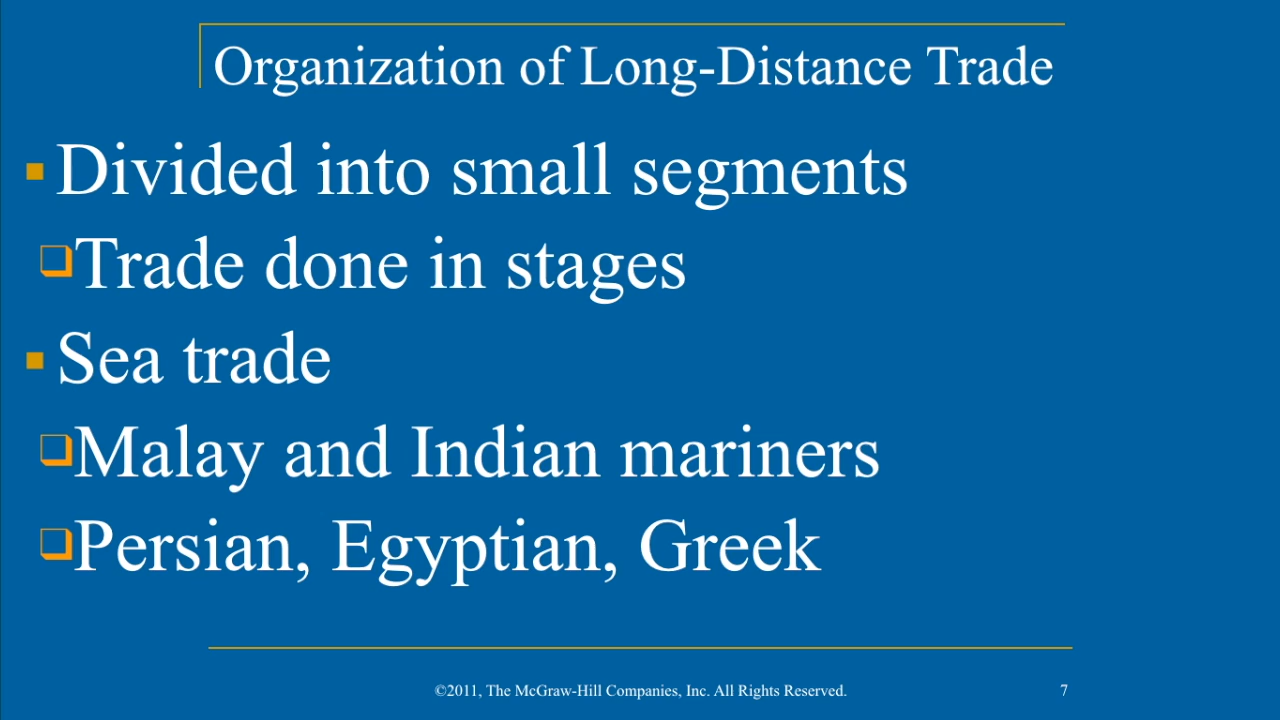 Organization of Long-Distance Trade
Divided into small segments
Trade done in stages
Sea trade
Malay and Indian mariners
Persian, Egyptian, Greek
©2011, The McGraw-Hill Companies, Inc. All Rights Reserved.
7